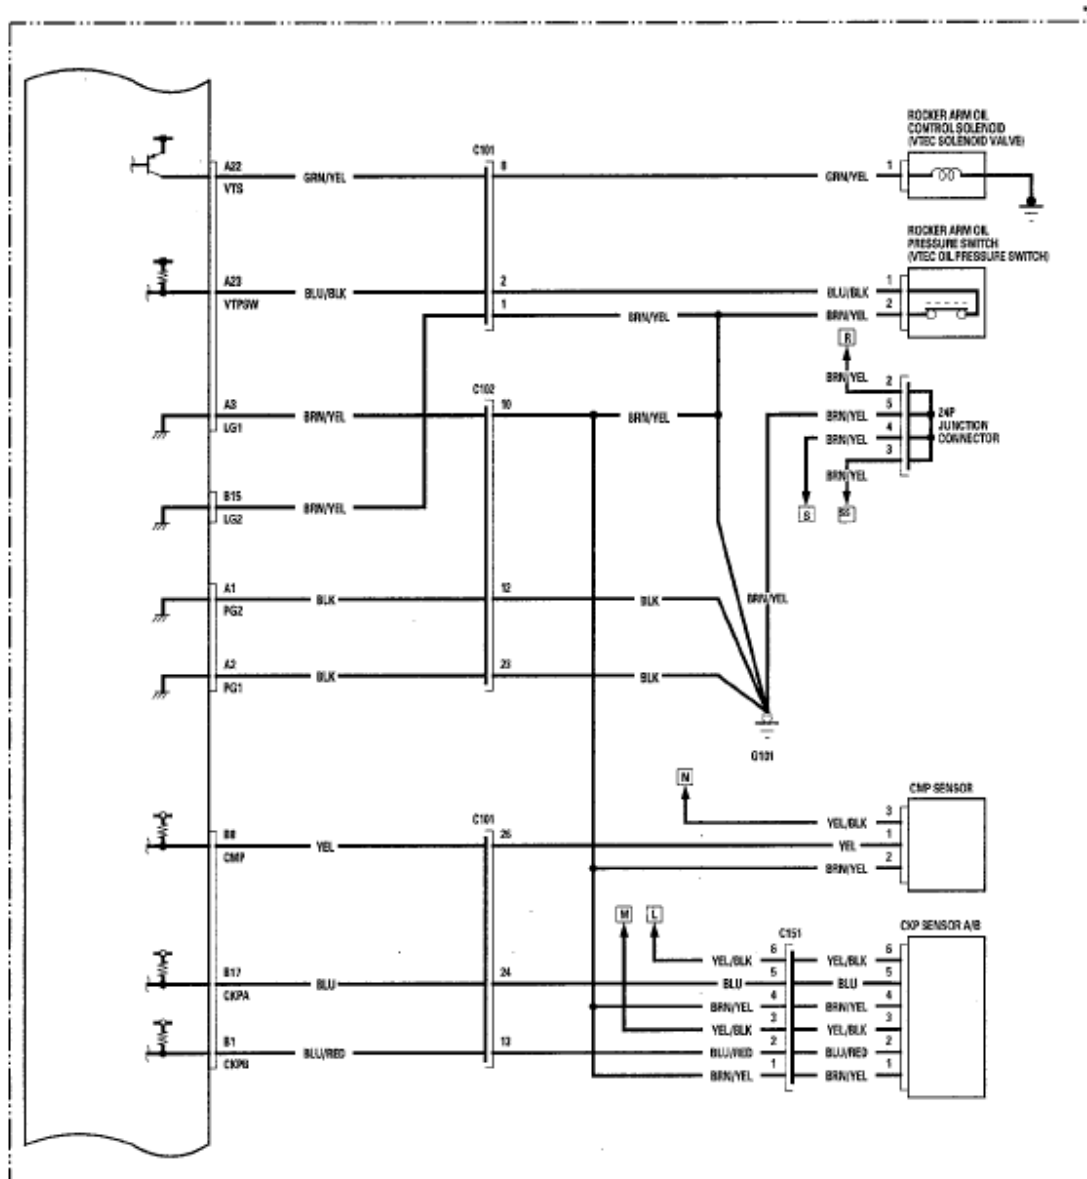 ROCKER ARM OIL
CONTROL SOLENOID
(VTEC SOLENOID VALVE)
C101
A22
8
1
GRN/YEL
GRN/YEL
VTS
ROCKER ARM OIL
PRESSURE SWITCH
(VTEC OIL PRESSURE SWITCH)
A23
2
1
BLU/BLK
BLU/BLK
VTPSW
1
2
BRN/YEL
BRN/YEL
R
BRN/YEL
2
C102
A3
10
5
BRN/YEL
BRN/YEL
BRN/YEL
24P
JUNCTION
CONNECTOR
LG1
4
BRN/YEL
3
BRN/YEL
B15
BRN/YEL
LG2
S
A1
12
BLK
BLK
BRN/YEL
PG2
A2
23
BLK
BLK
PG1
G101
N
CMP SENSOR
C101
YEL/BLK
3
B8
26
1
YEL
YEL
CMP
2
BRN/YEL
M
L
C151
CKP SENSOR A/B
6
6
YEL/BLK
YEL/BLK
B17
24
5
5
BLU
BLU
BLU
CKPA
4
4
BRN/YEL
BRN/YEL
3
3
YEL/BLK
YEL/BLK
B1
13
2
2
BLU/RED
BLU/RED
BLU/RED
CKPB
1
1
BRN/YEL
BRN/YEL